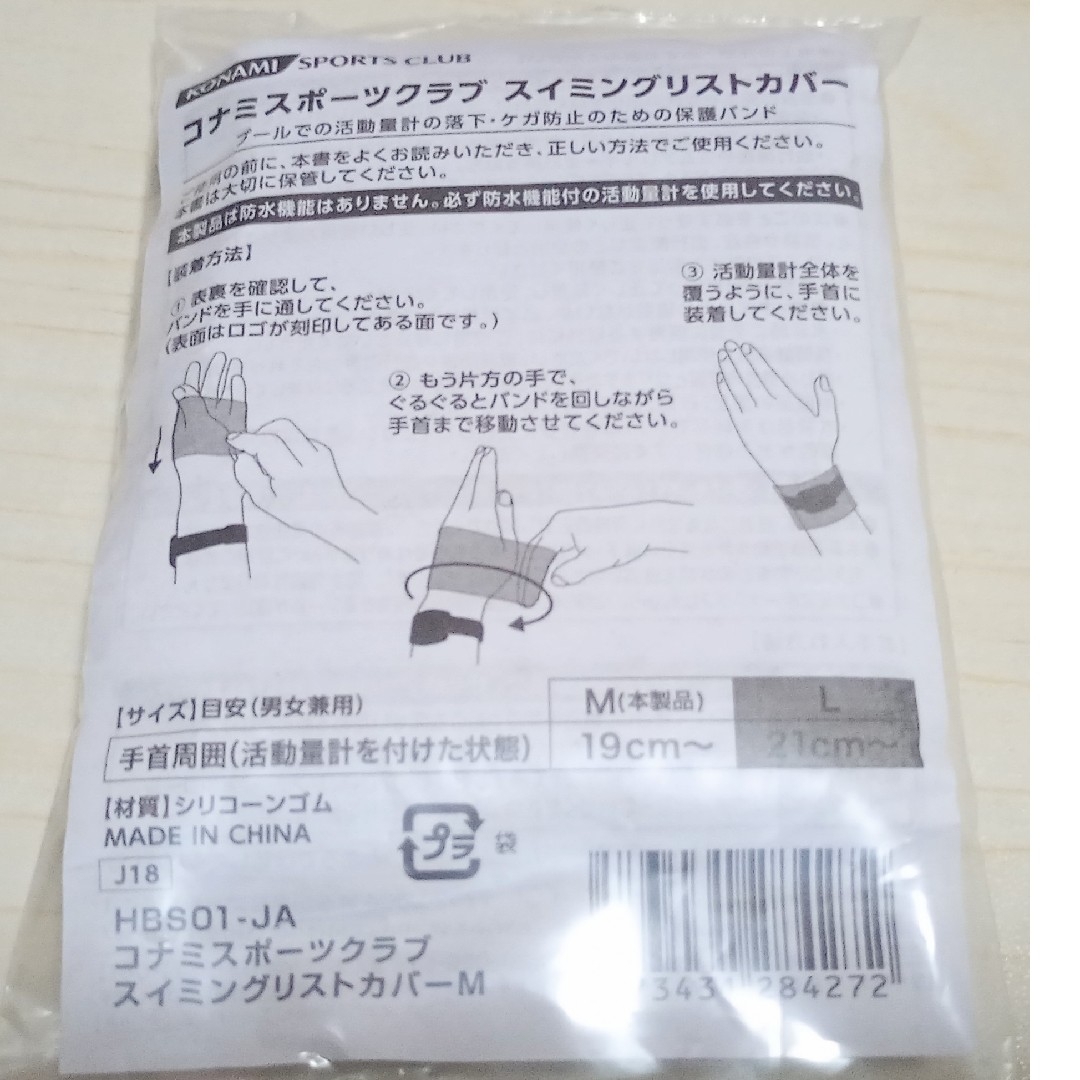 KONAMI SPORTS CLUB
コナミスポーツクラブ スイミングリストカバー
プールでの活動量計の落下・ケガ防止のための保護バンド
ご使用の前に、本書をよくお読みいただき、正しい方法でご使用ください。
本書は大切に保管してください。
本製品は防水機能はありません。必ず防水機能付の活動量計を使用してください。
【装着方法】
① 表裏を確認して、
バンドを手に通してください。
(表面はロゴが刻印してある面です。)
② もう片方の手で、
ぐるぐるとバンドを回しながら
手首まで移動させてください。
③ 活動量計全体を
覆うように、手首に
装着してください。
【サイズ】目安(男女兼用) M(本製品) L
手首周囲(活動量計を付けた状態) 19cm〜 21cm〜
【材質】シリコーンゴム
MADE IN CHINA
プラ 袋
J18
HBS01-JA
コナミスポーツクラブ
スイミングリストカバーM
284272